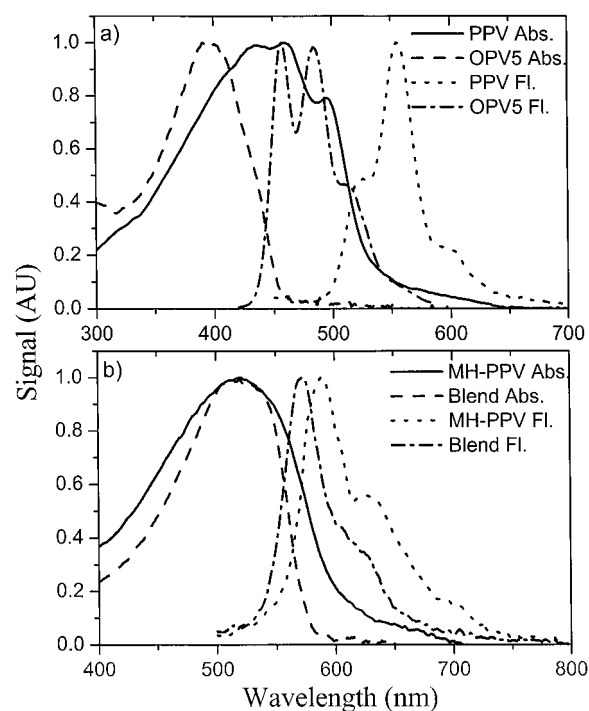 a)
PPV Abs.
OPV5 Abs.
PPV Fl.
OPV5 Fl.
1.0
0.8
0.6
0.4
0.2
0.0
300 400 500 600 700
Signal (AU)
b)
MH-PPV Abs.
Blend Abs.
MH-PPV Fl.
Blend Fl.
1.0
0.8
0.6
0.4
0.2
0.0
400 500 600 700 800
Wavelength (nm)